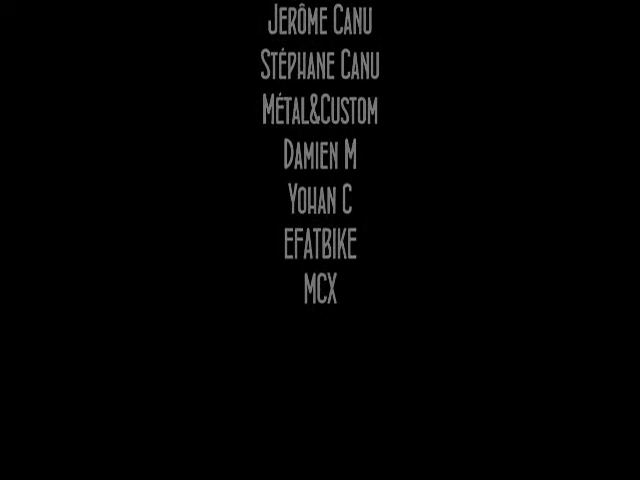 Jerôme Canu
Stéphane Canu
Métal&Custom
Damien M
Yohan C
EFATBIKE
MCX